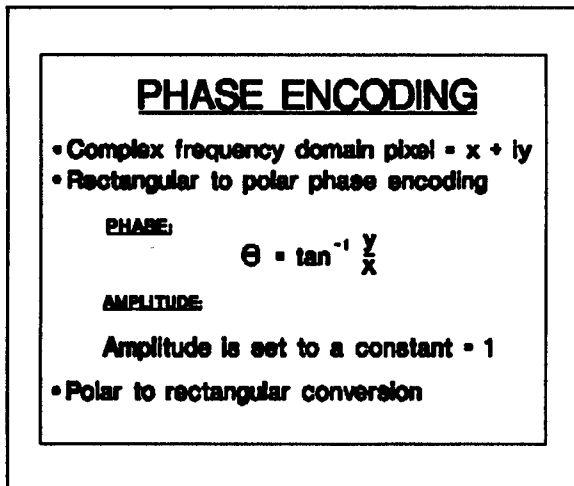 PHASE ENCODING
• Complex frequency domain pixel = x + iy
• Rectangular to polar phase encoding
PHASE:
Θ = tan⁻¹ y/x
AMPLITUDE:
Amplitude is set to a constant = 1
• Polar to rectangular conversion